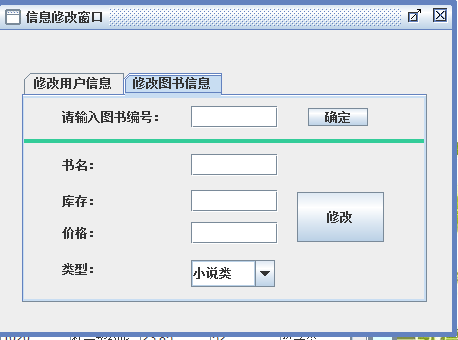 信息修改窗口
修改用户信息 修改图书信息
请输入图书编号： 确定
书名：
库存：
修改
价格：
类型： 小说类